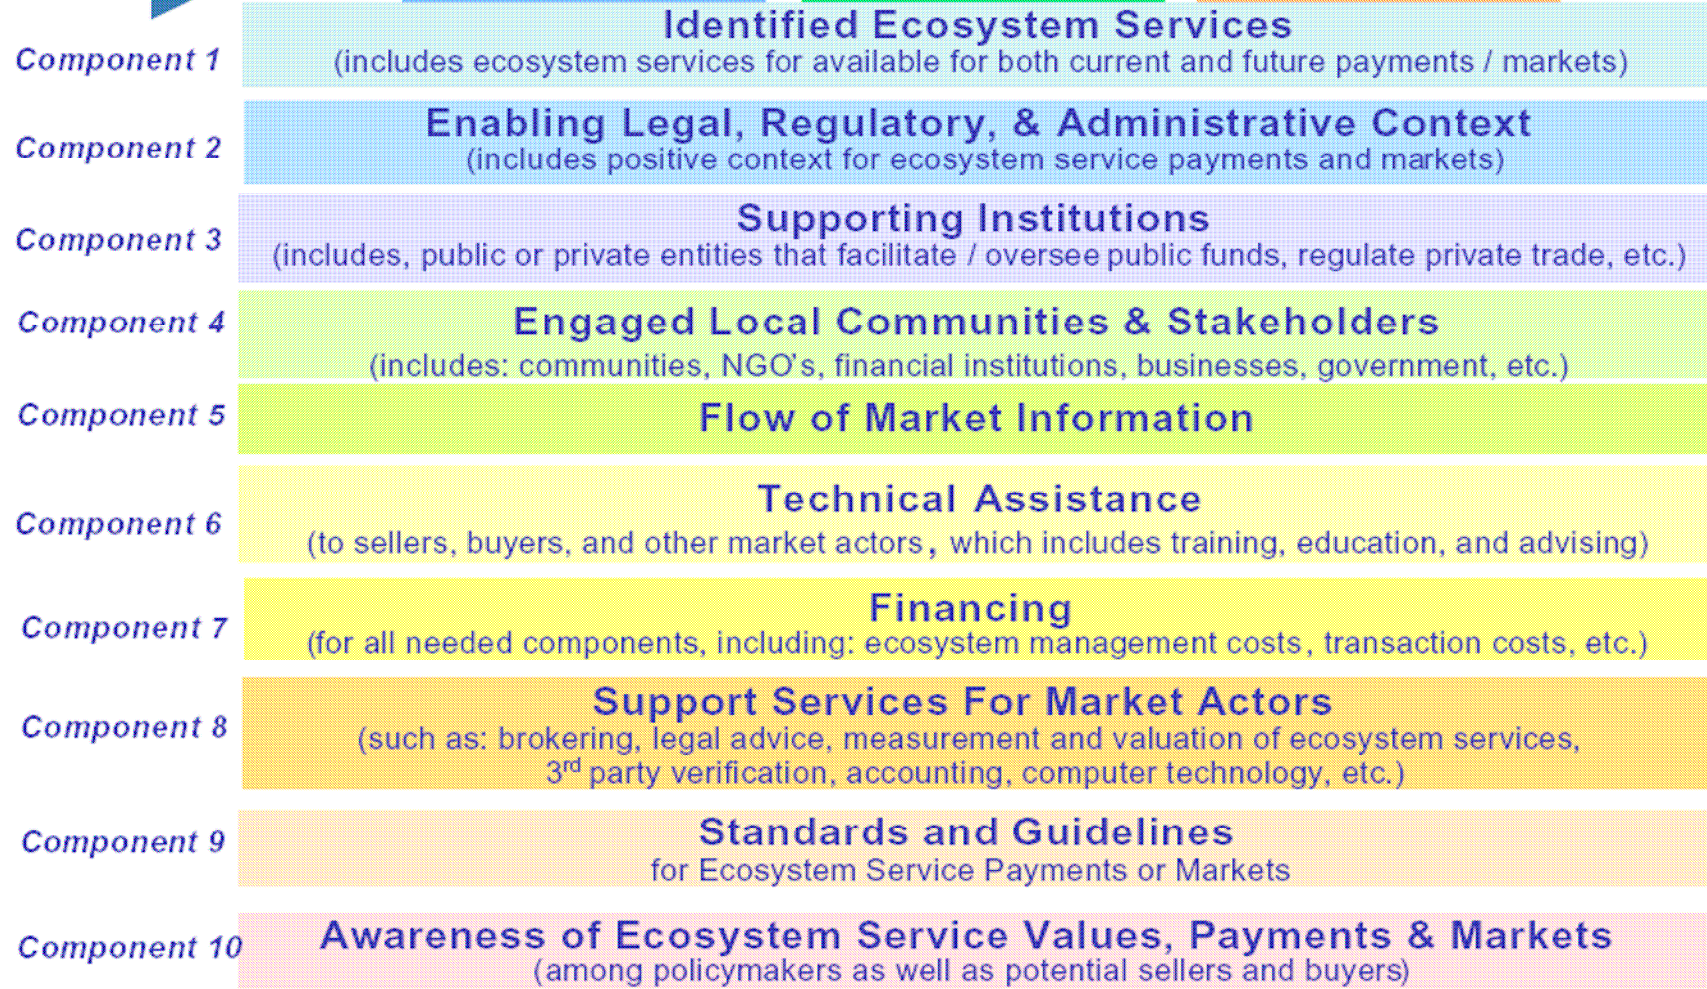 Identified Ecosystem Services
Component 1
(includes ecosystem services for available for both current and future payments / markets)
Enabling Legal, Regulatory, & Administrative Context
Component 2
(includes positive context for ecosystem service payments and markets)
Supporting Institutions
Component 3
(includes, public or private entities that facilitate / oversee public funds, regulate private trade, etc.)
Component 4
Engaged Local Communities & Stakeholders
(includes: communities, NGO's, financial institutions, businesses, government, etc.)
Component 5
Flow of Market Information
Technical Assistance
Component 6
(to sellers, buyers, and other market actors, which includes training, education, and advising)
Financing
Component 7
(for all needed components, including: ecosystem management costs, transaction costs, etc.)
Support Services For Market Actors
Component 8
(such as: brokering, legal advice, measurement and valuation of ecosystem services,
3rd party verification, accounting, computer technology, etc.)
Standards and Guidelines
Component 9
for Ecosystem Service Payments or Markets
Awareness of Ecosystem Service Values, Payments & Markets
Component 10
(among policymakers as well as potential sellers and buyers)